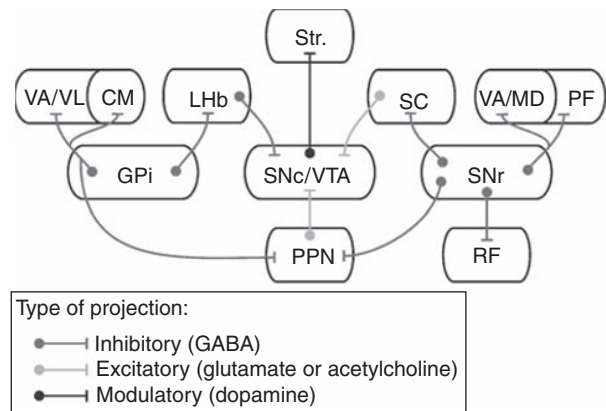 Str.
VA/VL CM LHb SC VA/MD PF
GPi SNc/VTA SNr
PPN RF
Type of projection:
Inhibitory (GABA)
Excitatory (glutamate or acetylcholine)
Modulatory (dopamine)